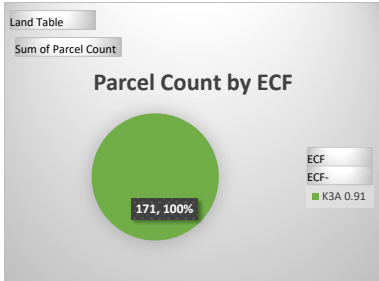 Land Table
Sum of Parcel Count
Parcel Count by ECF
171, 100%
ECF
ECF-
K3A 0.91